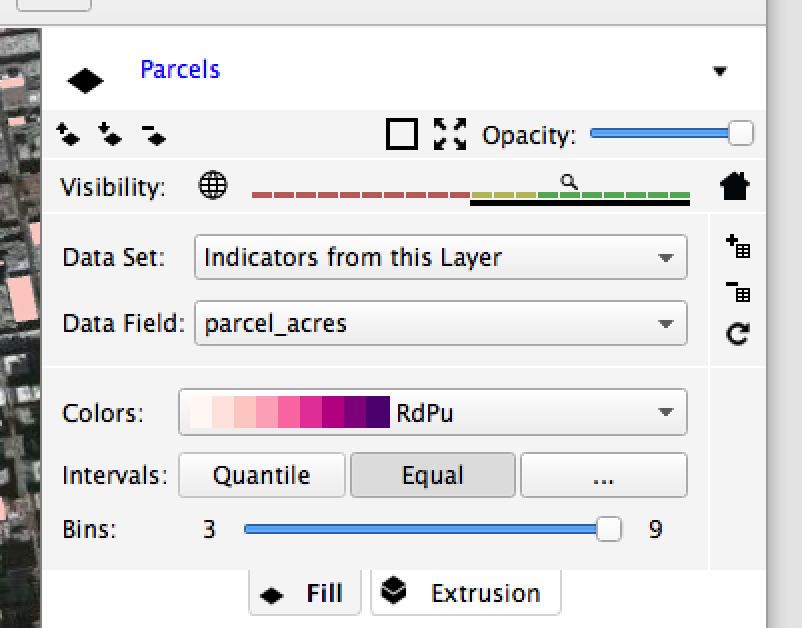 Parcels
Opacity:
Visibility:
Data Set: Indicators from this Layer
Data Field: parcel_acres
Colors: RdPu
Intervals: Quantile Equal ...
Bins: 3 9
Fill Extrusion